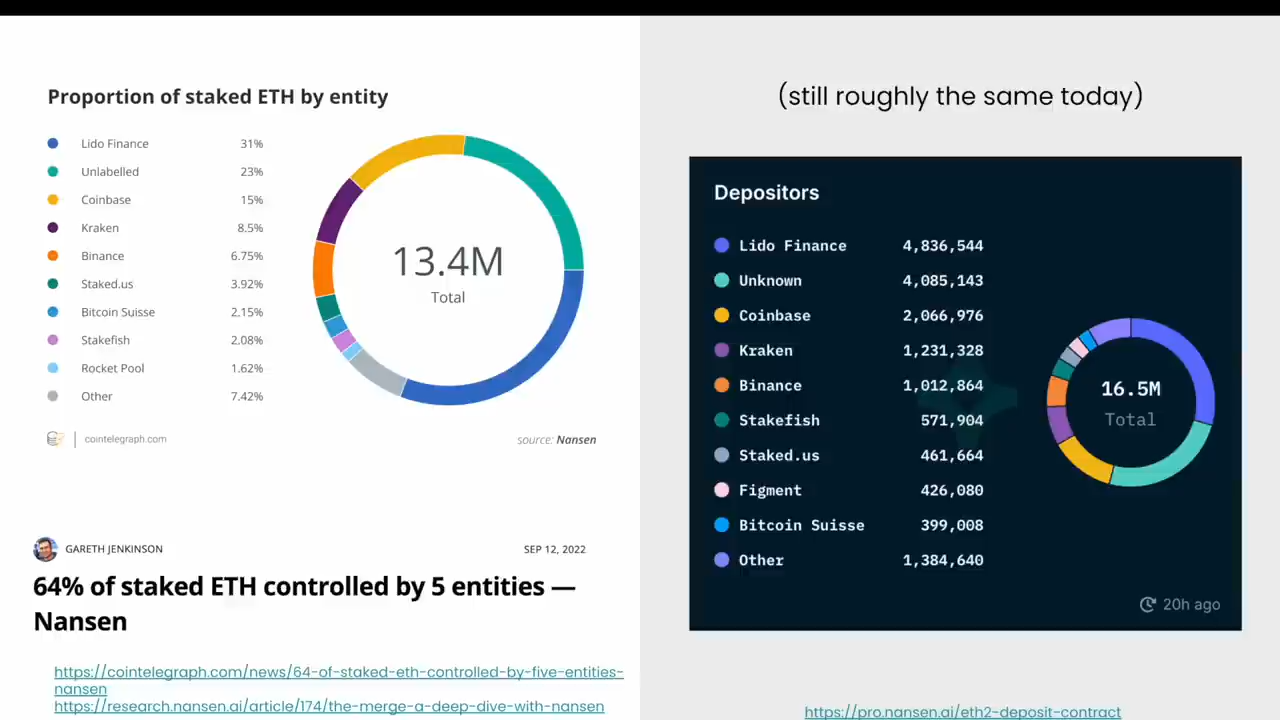 Proportion of staked ETH by entity
Lido Finance 31%
Unlabelled 23%
Coinbase 15%
Kraken 8.5%
Binance 6.75%
Staked.us 3.92%
Bitcoin Suisse 2.15%
Stakefish 2.08%
Rocket Pool 1.62%
Other 7.42%
13.4M
Total
cointelegraph.com
source: Nansen
GARETH JENKINSON SEP 12, 2022
64% of staked ETH controlled by 5 entities —
Nansen
https://cointelegraph.com/news/64-of-staked-eth-controlled-by-five-entities-
nansen
https://research.nansen.ai/article/174/the-merge-a-deep-dive-with-nansen
(still roughly the same today)
Depositors
Lido Finance 4,836,544
Unknown 4,085,143
Coinbase 2,066,976
Kraken 1,231,328
Binance 1,012,864
Stakefish 571,904
Staked.us 461,664
Figment 426,080
Bitcoin Suisse 399,008
Other 1,384,640
16.5M
Total
20h ago
https://pro.nansen.ai/eth2-deposit-contract